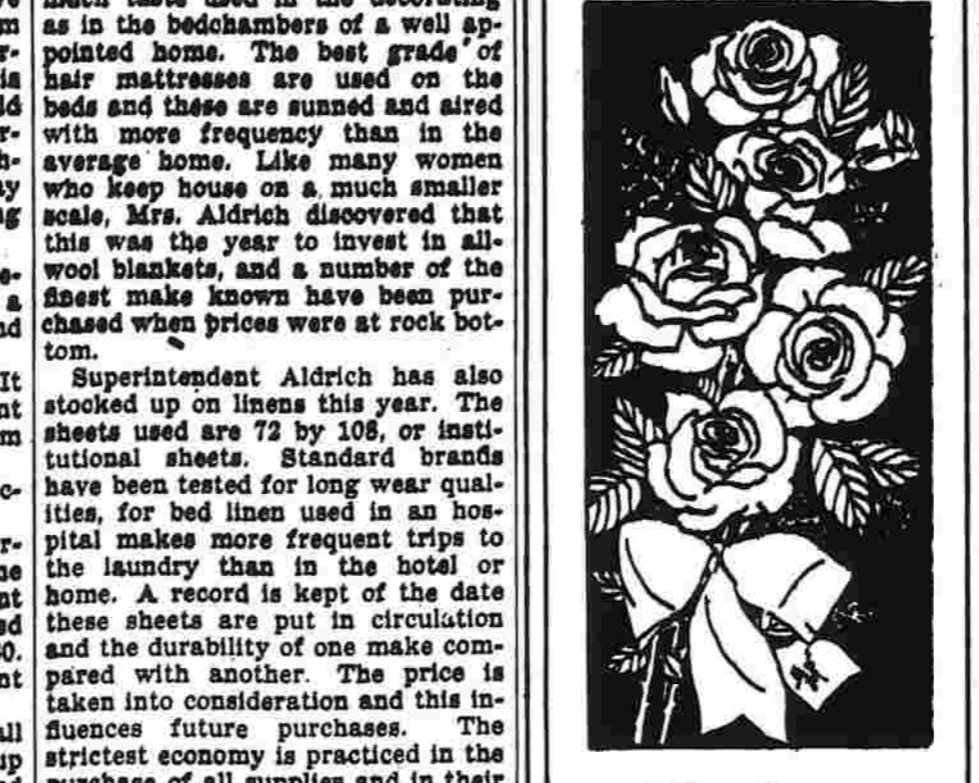 much taste used in the decorating
as in the bedchambers of a well ap-
pointed home. The best grade of
hair mattresses are used on the
beds and these are sunned and aired
with more frequency than in the
average home. Like many women
who keep house on a much smaller
scale, Mrs. Aldrich discovered that
this was the year to invest in all-
wool blankets, and a number of the
finest make known have been pur-
chased when prices were at rock bot-
tom.
Superintendent Aldrich has also
stocked up on linens this year. The
sheets used are 72 by 108, or insti-
tutional sheets. Standard brands
have been tested for long wear qual-
ities, for bed linen used in an hos-
pital makes more frequent trips to
the laundry than in the hotel or
home. A record is kept of the date
these sheets are put in circulation
and the durability of one make com-
pared with another. The price is
taken into consideration and this in-
fluences future purchases. The
strictest economy is practiced in the
purchase of all supplies and in their